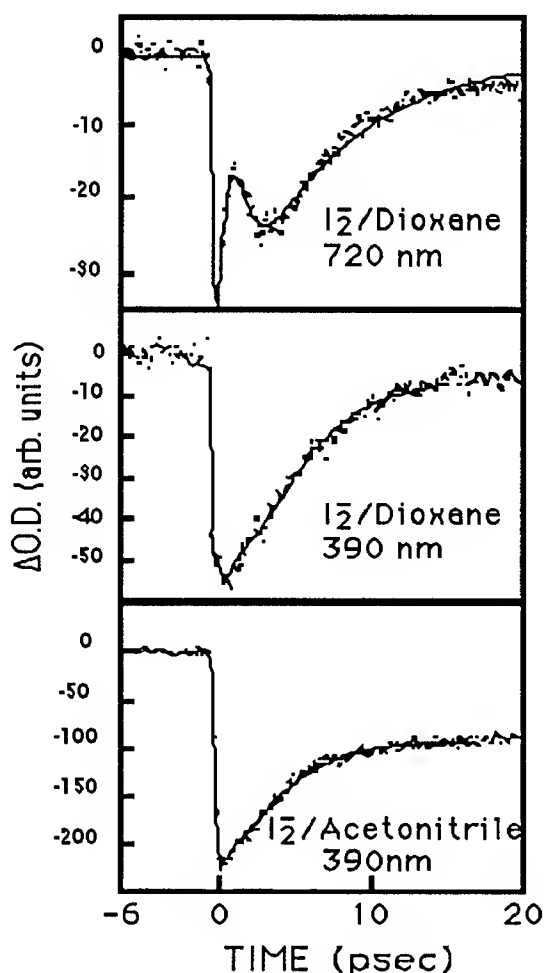 0
-10
-20
-30
I2̅/Dioxane
720 nm
0
-10
-20
-30
-40
-50
I2̅/Dioxane
390 nm
0
-50
-100
-150
-200
I2̅/Acetonitrile
390nm
ΔO.D. (arb. units)
-6 0 10 20
TIME (psec)